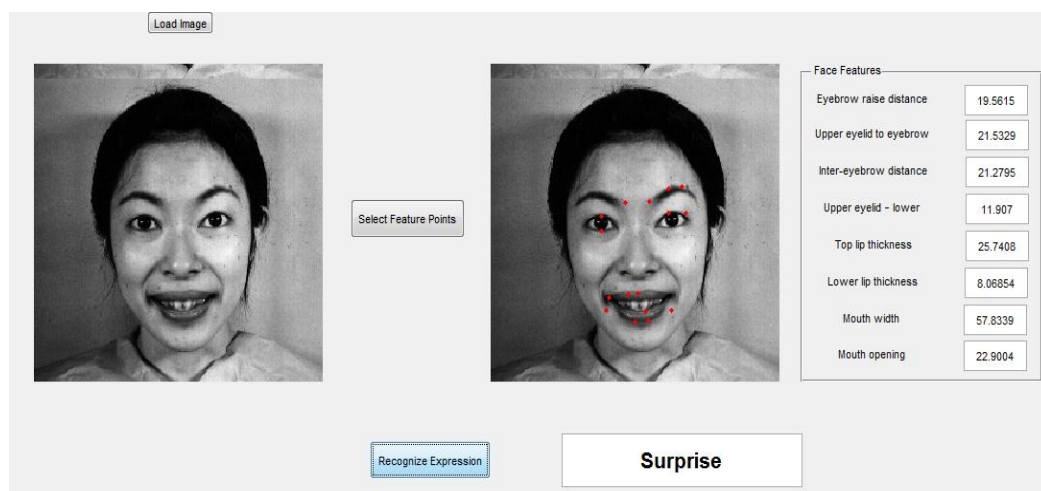 Load Image
Face Features
Eyebrow raise distance 19.5615
Upper eyelid to eyebrow 21.5329
Inter-eyebrow distance 21.2795
Select Feature Points
Upper eyelid – lower 11.907
Top lip thickness 25.7408
Lower lip thickness 8.06854
Mouth width 57.8339
Mouth opening 22.9004
Recognize Expression
Surprise